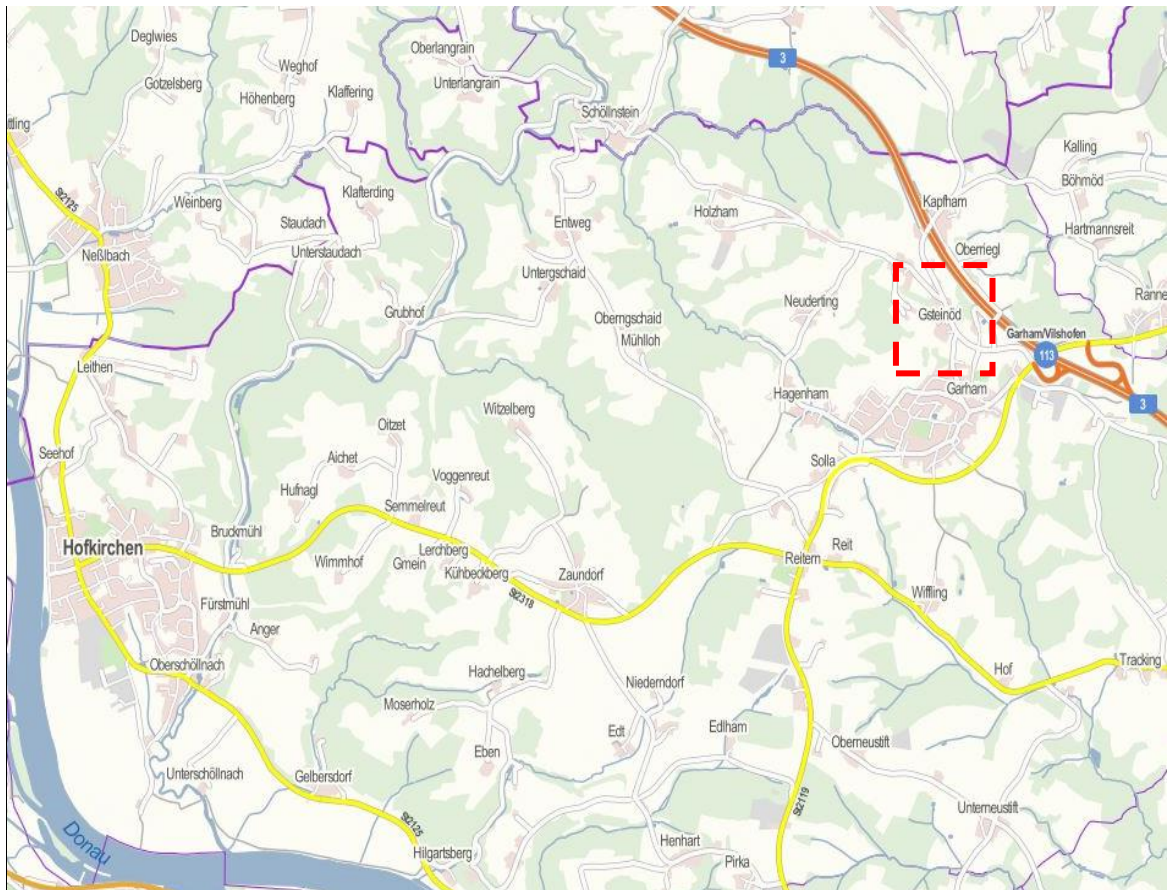 Deglwies
Gotzelsberg
Weghof
Höhenberg
Klaffering
Oberlangrain
Unterlangrain
Schöllnstein
3
Kalling
Böhmöd
St2125
Weinberg
Klafterding
Staudach
Unterstaudach
Neßlbach
Entweg
Holzham
Kapfham
Hartmannsreit
Oberriegl
Untergschaid
Neuderting
Gsteinöd
Grubhof
Oberngschaid
Mühlloh
Garham/Vilshofen
113
Leithen
Hagenham
Garham
3
Witzelberg
Oitzet
Seehof
Aichet
Voggenreut
Solla
Hufnagl
Semmelreut
Bruckmühl
Hofkirchen
Lerchberg
Wimmhof
Gmein
Kühbeckberg
Zaundorf
Reit
Reitern
St2318
Wiffling
Fürstmühl
Anger
Oberschöllnach
Hachelberg
Hof
Tracking
Niederndorf
Moserholz
Edt
Edlham
Eben
Oberneustift
Unterschöllnach
Gelbersdorf
St2119
Unterneustift
St2125
Donau
Hilgartsberg
Henhart
Pirka